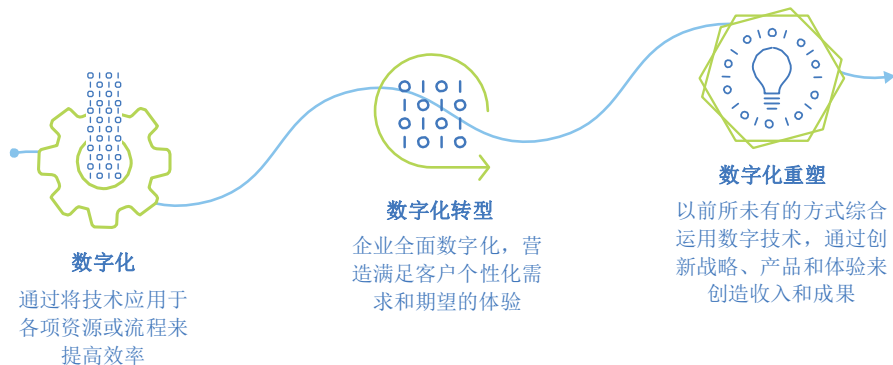 数字化
通过将技术应用于
各项资源或流程来
提高效率
数字化转型
企业全面数字化，营
造满足客户个性化需
求和期望的体验
数字化重塑
以前所未有的方式综合
运用数字技术，通过创
新战略、产品和体验来
创造收入和成果